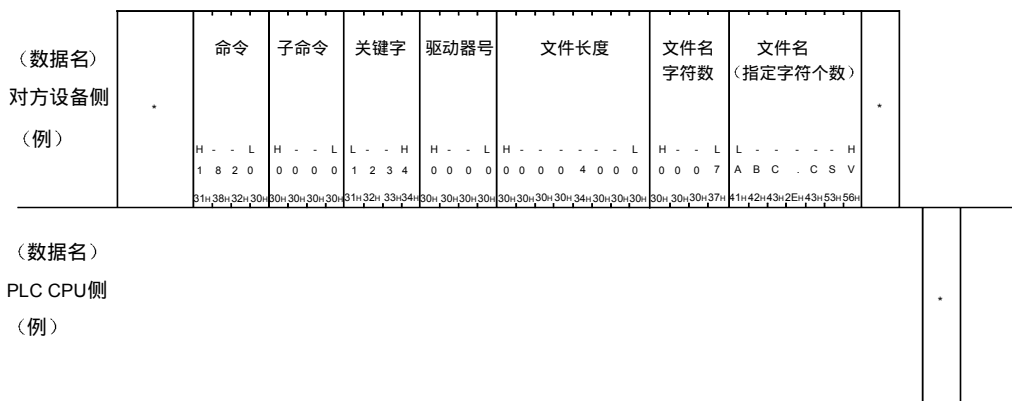 命令 子命令 关键字 驱动器号 文件长度 文件名字符数 文件名（指定字符个数）
（数据名）
对方设备侧
（例）
* *
H - - L H - - L L - - H H - - L H - - - - - - L H - - L L - - - - - H
1 8 2 0 0 0 0 0 1 2 3 4 0 0 0 0 0 0 0 0 4 0 0 0 0 0 0 7 A B C . C S V
31H 38H 32H 30H 30H 30H 30H 30H 31H 32H 33H 34H 30H 30H 30H 30H 30H 30H 30H 30H 34H 30H 30H 30H 30H 30H 30H 37H 41H 42H 43H 2EH 43H 53H 56H
（数据名）
PLC CPU侧
（例）
*